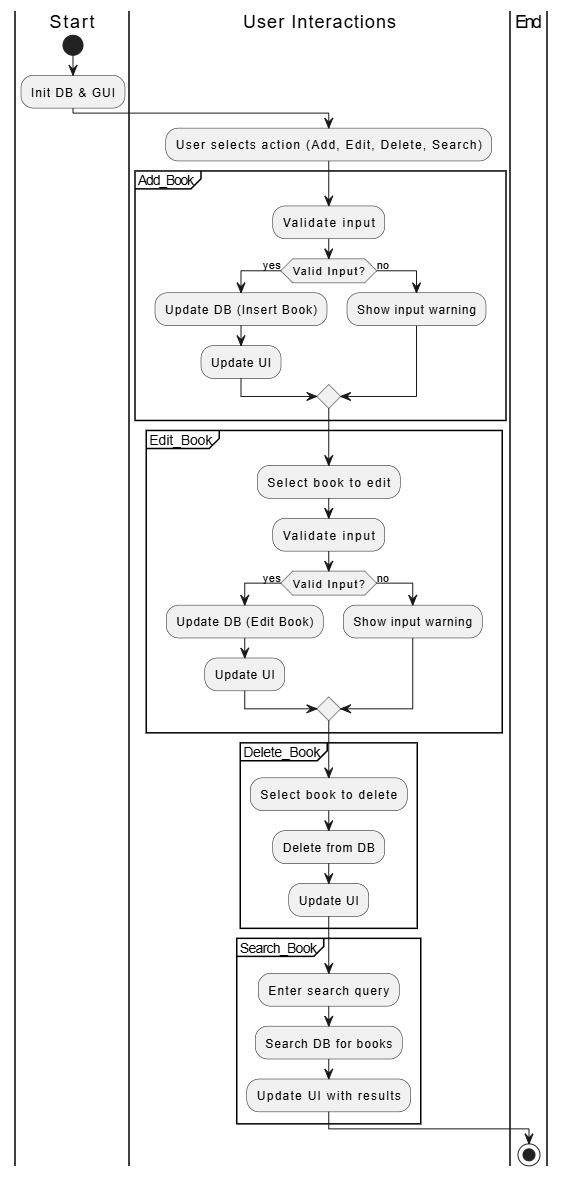 Start
User Interactions
End
Init DB & GUI
User selects action (Add, Edit, Delete, Search)
Add_Book
Validate input
yes
Valid Input?
no
Update DB (Insert Book)
Show input warning
Update UI
Edit_Book
Select book to edit
Validate input
yes
Valid Input?
no
Update DB (Edit Book)
Show input warning
Update UI
Delete_Book
Select book to delete
Delete from DB
Update UI
Search_Book
Enter search query
Search DB for books
Update UI with results